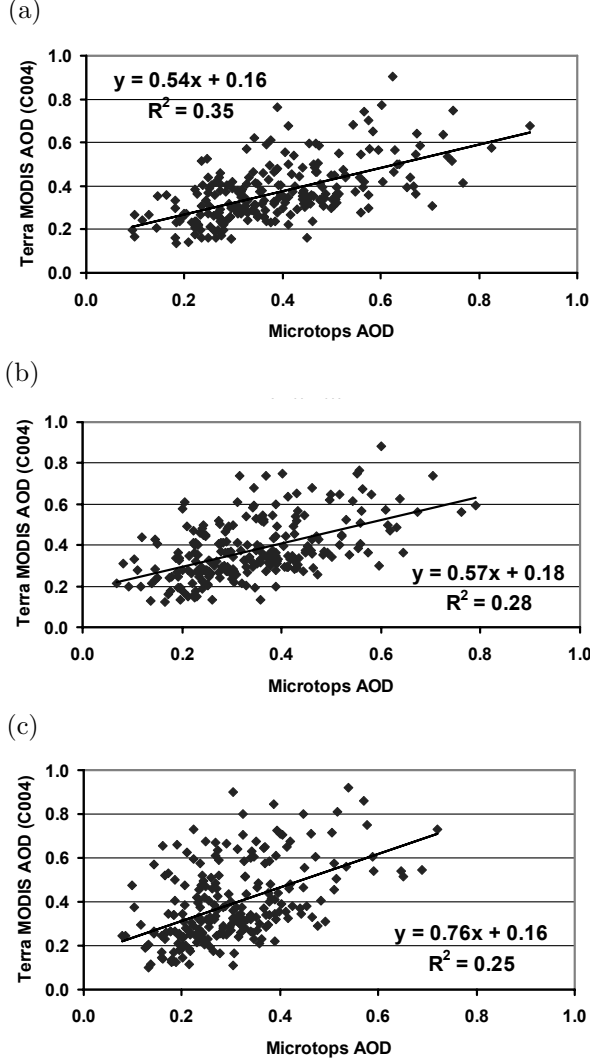 (a)
y = 0.54x + 0.16
R² = 0.35
Terra MODIS AOD (C004)
1.0
0.8
0.6
0.4
0.2
0.0
0.0 0.2 0.4 0.6 0.8 1.0
Microtops AOD
(b)
Terra MODIS AOD (C004)
1.0
0.8
0.6
0.4
0.2
0.0
y = 0.57x + 0.18
R² = 0.28
0.0 0.2 0.4 0.6 0.8 1.0
Microtops AOD
(c)
Terra MODIS AOD (C004)
1.0
0.8
0.6
0.4
0.2
0.0
y = 0.76x + 0.16
R² = 0.25
0.0 0.2 0.4 0.6 0.8 1.0
Microtops AOD